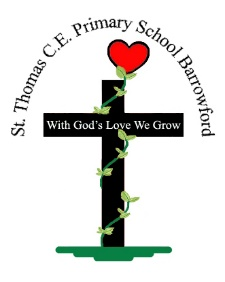 St. Thomas C.E. Primary School Barrowford
With God's Love We Grow